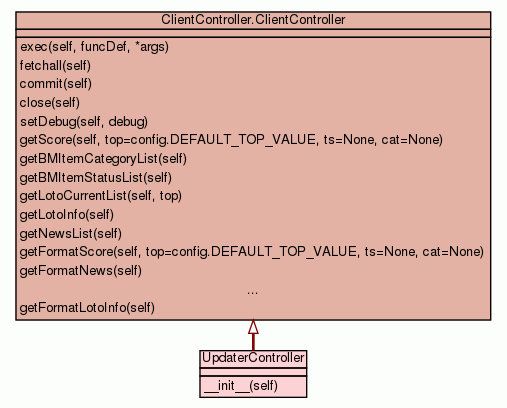 ClientController.ClientController
exec(self, funcDef, *args)
fetchall(self)
commit(self)
close(self)
setDebug(self, debug)
getScore(self, top=config.DEFAULT_TOP_VALUE, ts=None, cat=None)
getBMItemCategoryList(self)
getBMItemStatusList(self)
getLotoCurrentList(self, top)
getLotoInfo(self)
getNewsList(self)
getFormatScore(self, top=config.DEFAULT_TOP_VALUE, ts=None, cat=None)
getFormatNews(self)
...
getFormatLotoInfo(self)
UpdaterController
__init__(self)